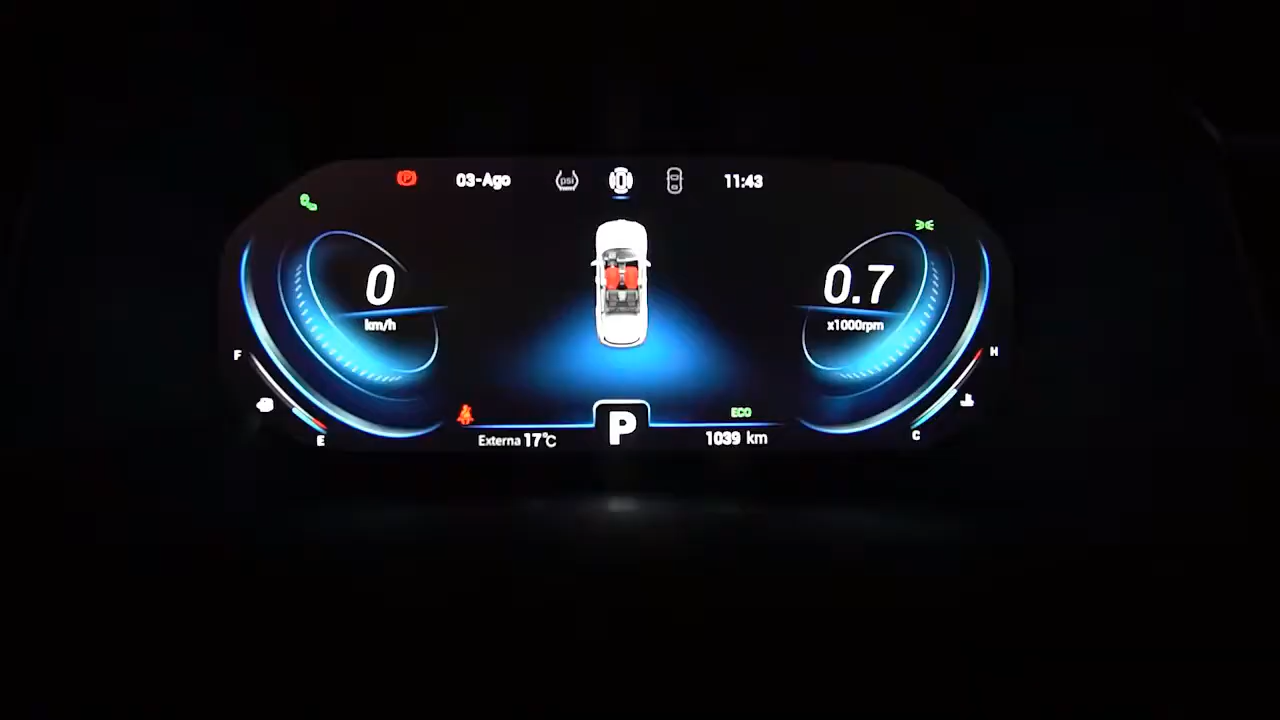 03-Ago
psi
11:43
0
km/h
0.7
x1000rpm
F
E
H
C
P
ECO
Externa 17°C
P
1039 km